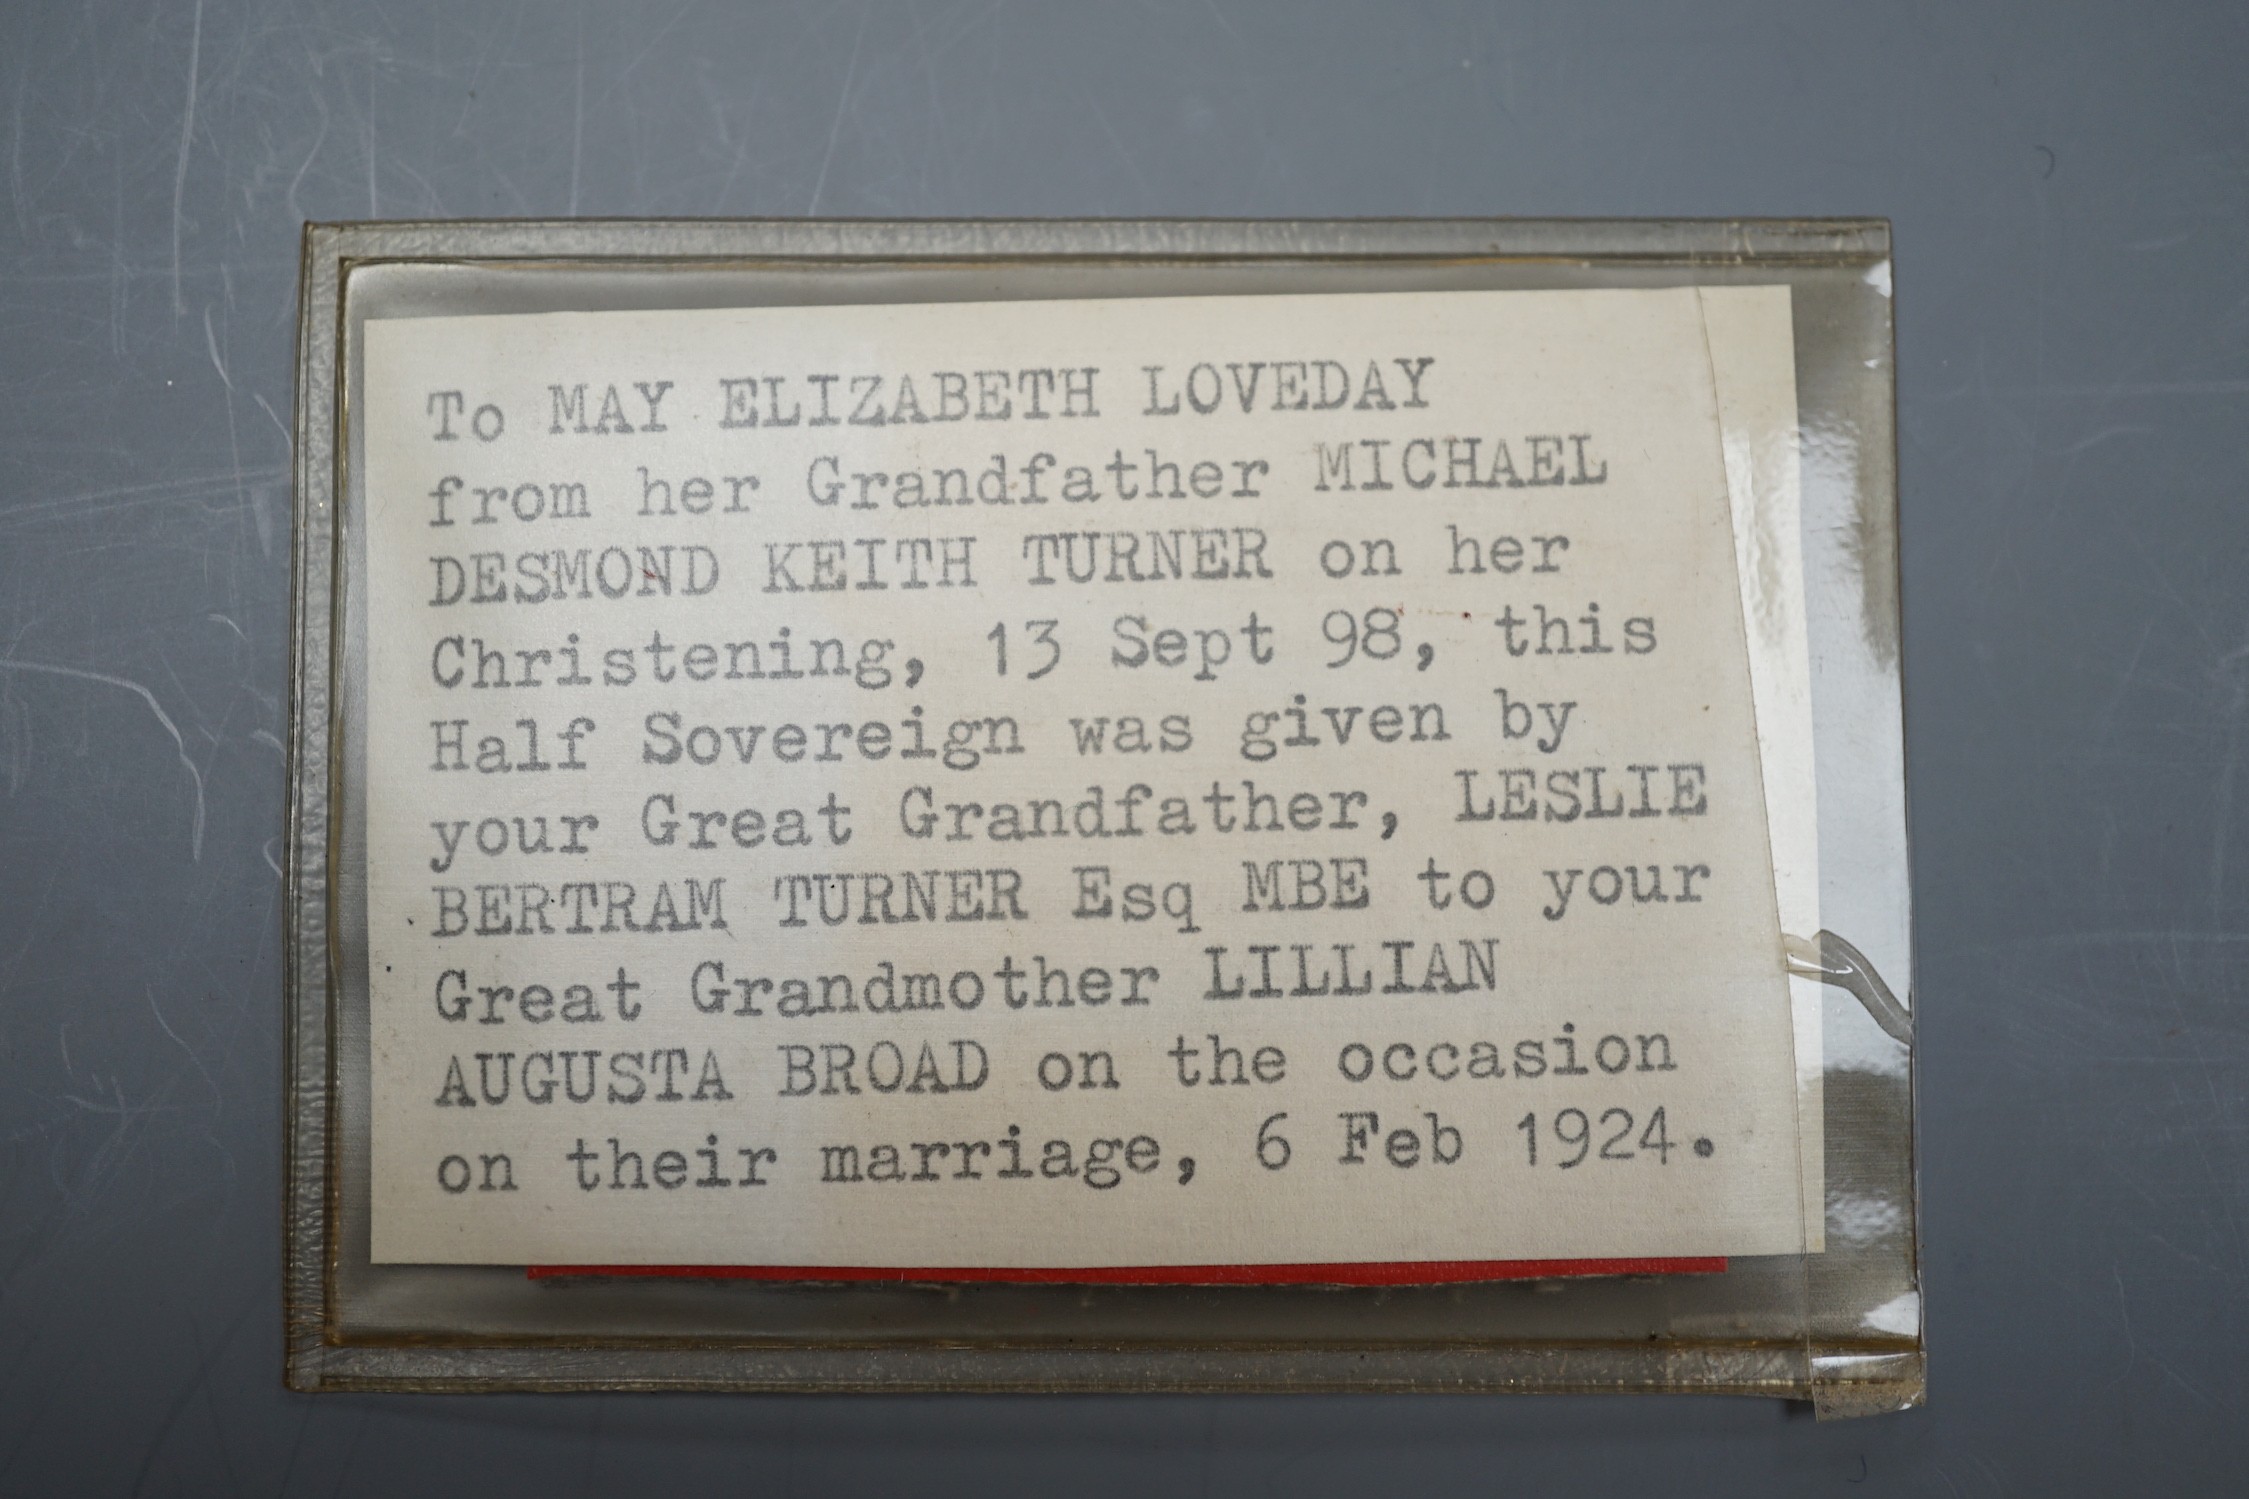 To MAY ELIZABETH LOVEDAY
from her Grandfather MICHAEL
DESMOND KEITH TURNER on her
Christening, 13 Sept 98, this
Half Sovereign was given by
your Great Grandfather, LESLIE
BERTRAM TURNER Esq MBE to your
Great Grandmother LILLIAN
AUGUSTA BROAD on the occasion
on their marriage, 6 Feb 1924.